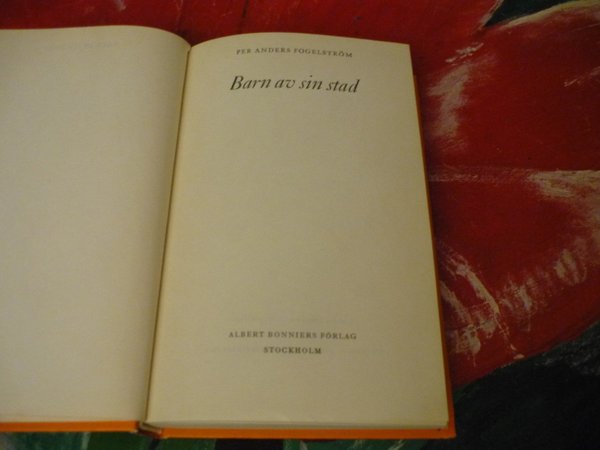 PER ANDERS FOGELSTRÖM
Barn av sin stad
ALBERT BONNIERS FÖRLAG
STOCKHOLM